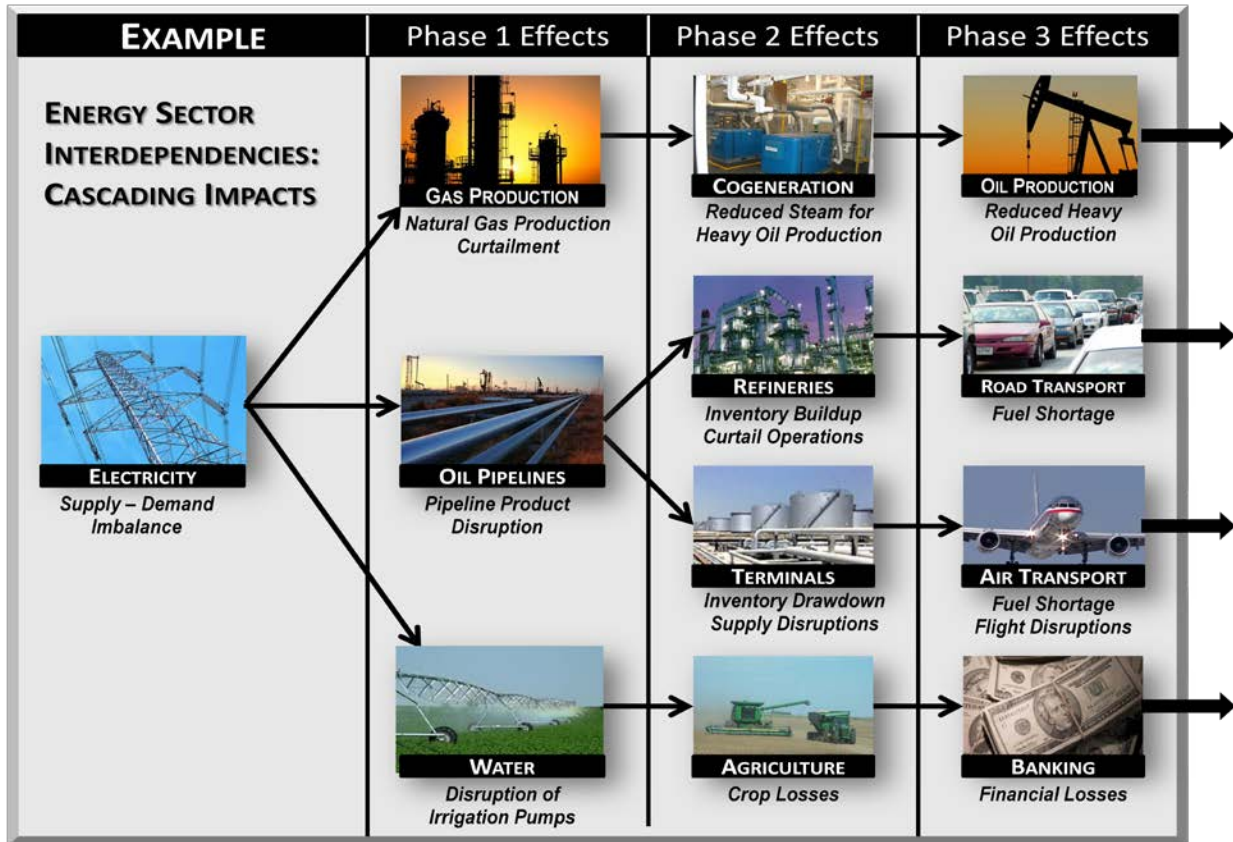 EXAMPLE
Phase 1 Effects
Phase 2 Effects
Phase 3 Effects
ENERGY SECTOR
INTERDEPENDENCIES:
CASCADING IMPACTS
ELECTRICITY
Supply – Demand
Imbalance
GAS PRODUCTION
Natural Gas Production
Curtailment
OIL PIPELINES
Pipeline Product
Disruption
WATER
Disruption of
Irrigation Pumps
COGENERATION
Reduced Steam for
Heavy Oil Production
REFINERIES
Inventory Buildup
Curtail Operations
TERMINALS
Inventory Drawdown
Supply Disruptions
AGRICULTURE
Crop Losses
OIL PRODUCTION
Reduced Heavy
Oil Production
ROAD TRANSPORT
Fuel Shortage
AIR TRANSPORT
Fuel Shortage
Flight Disruptions
BANKING
Financial Losses